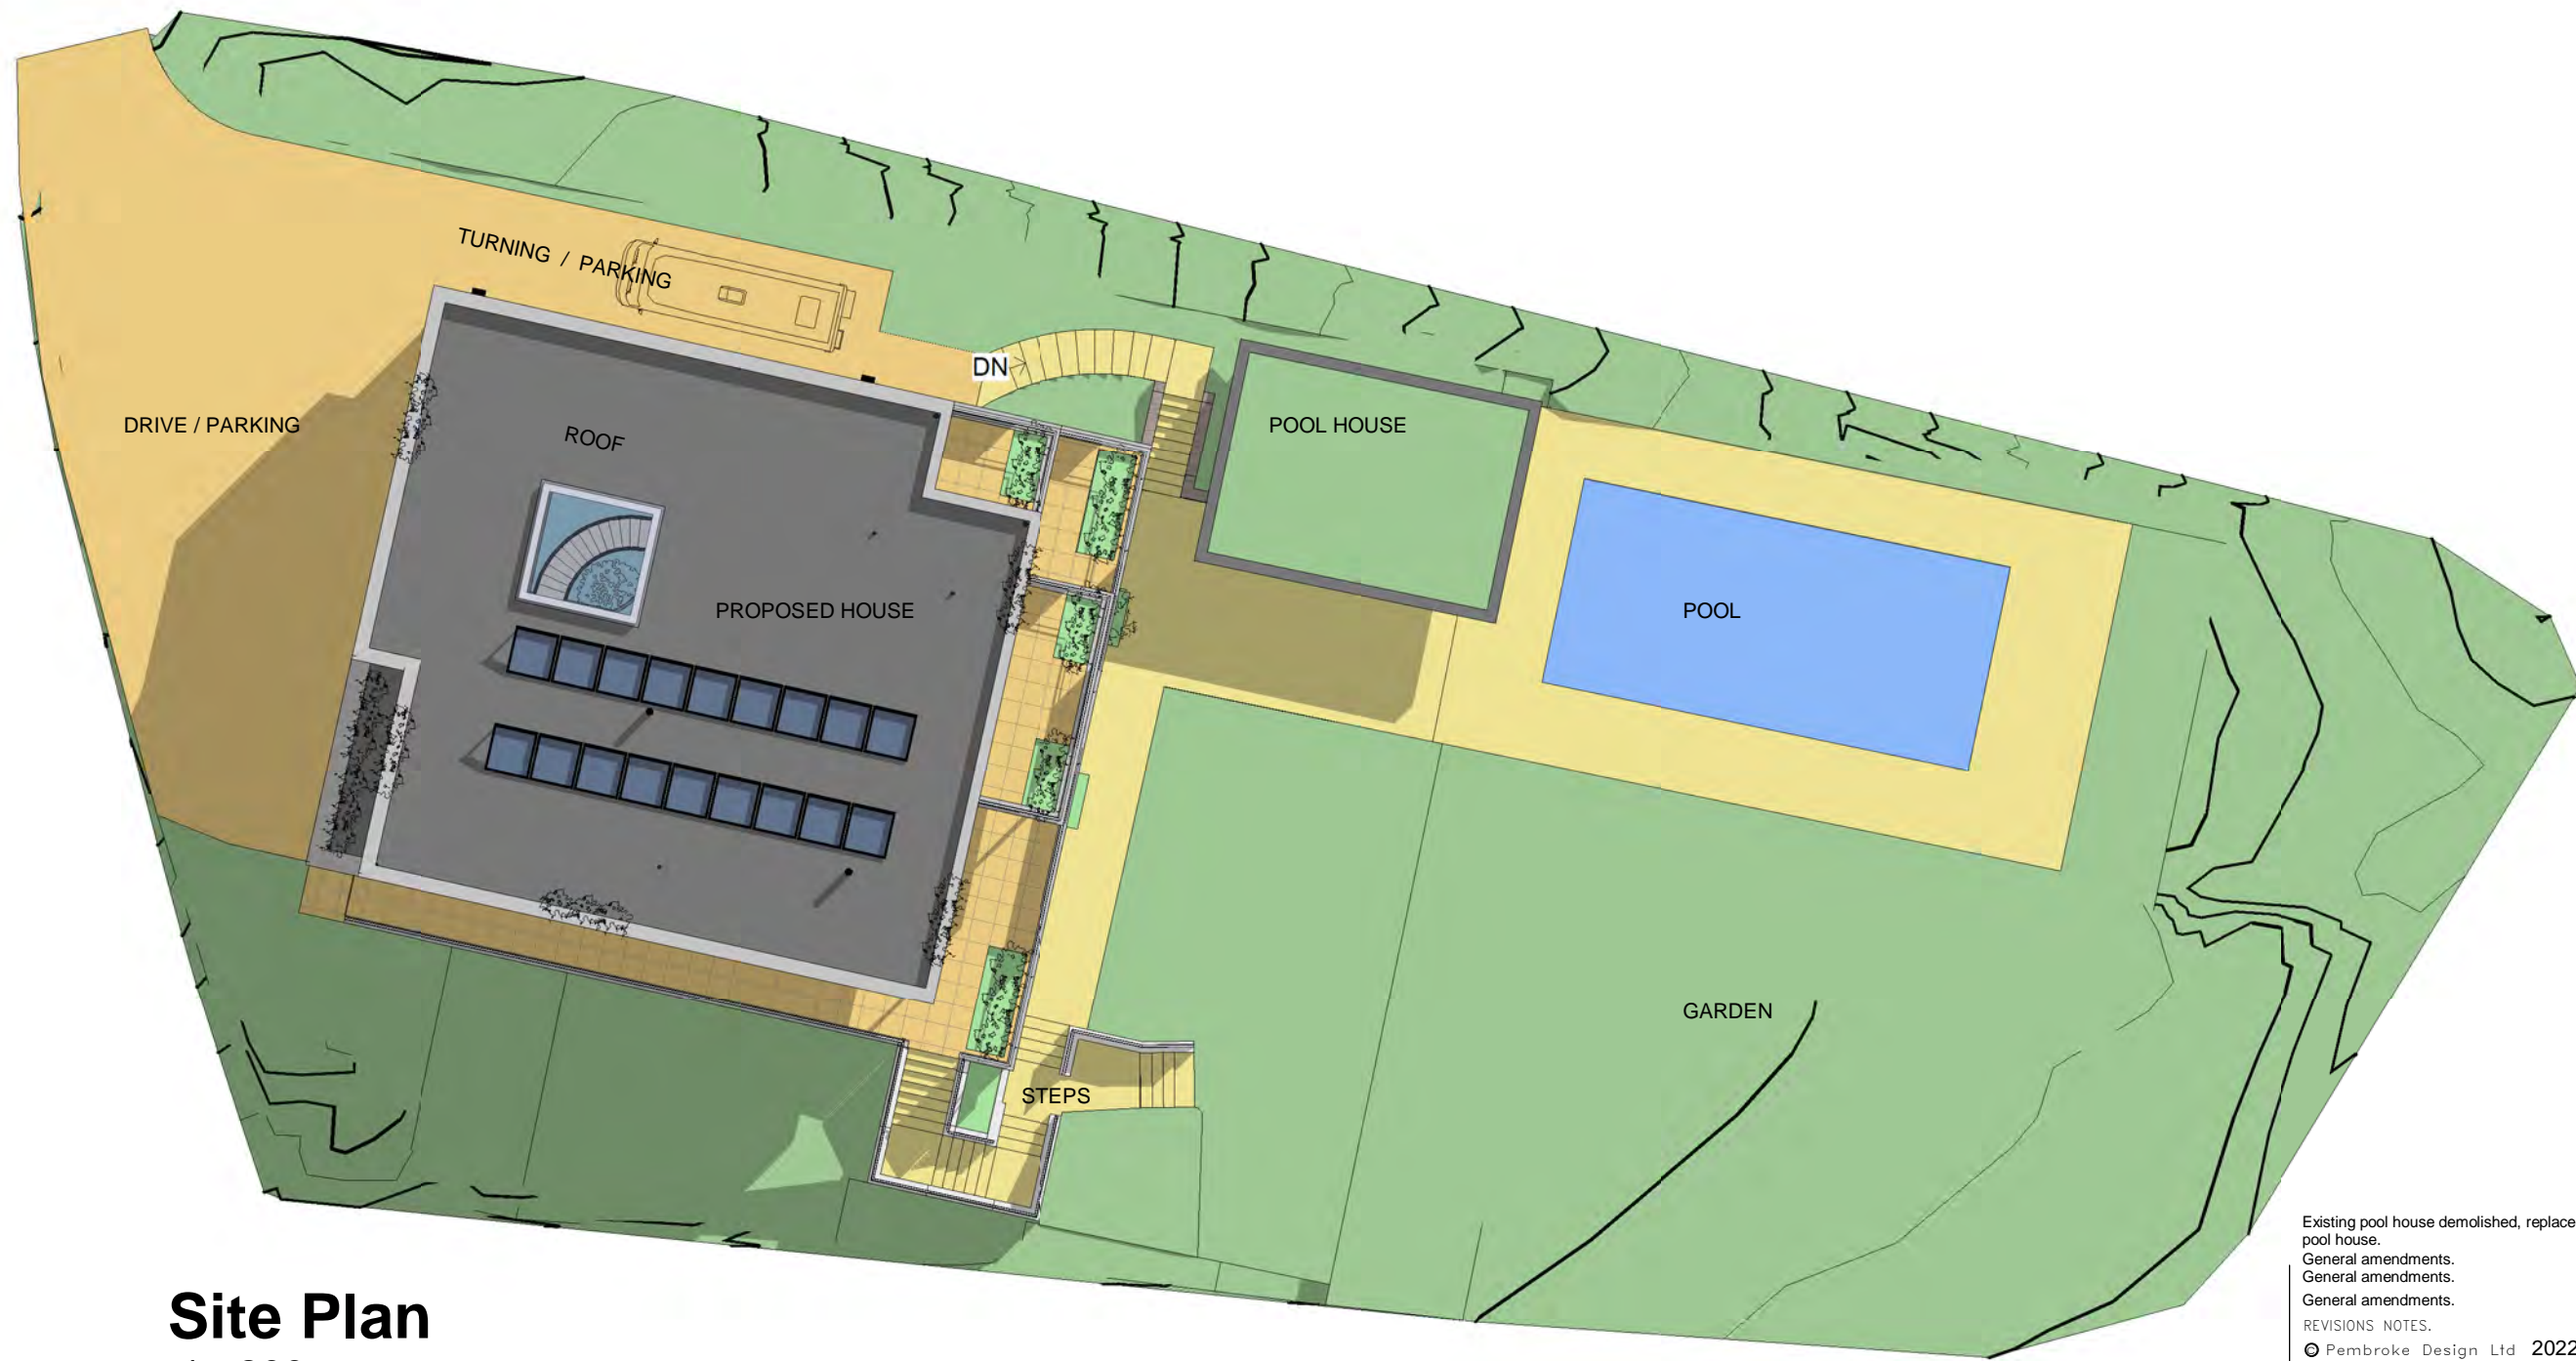 TURNING / PARKING
DN
DRIVE / PARKING
ROOF
POOL HOUSE
PROPOSED HOUSE
POOL
GARDEN
STEPS
Site Plan
Existing pool house demolished, replace
pool house.
General amendments.
General amendments.
General amendments.
REVISIONS NOTES.
© Pembroke Design Ltd 2022